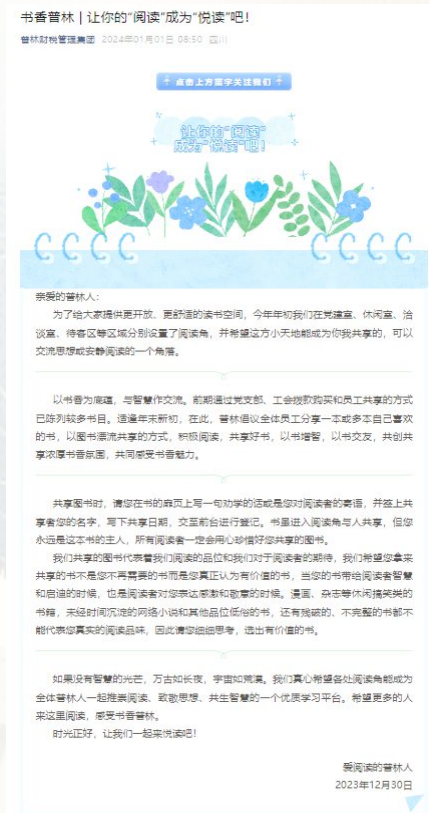 书香普林 | 让你的“阅读”成为“悦读”吧！
普林财税管理集团 2024年01月01日 08:50 四川
点击上方蓝字关注我们
让你的“阅读”
成为“悦读”吧！
亲爱的普林人：
为了给大家提供更开放、更舒适的读书空间，今年年初我们在党建室、休闲室、洽
谈室、待客区等区域分别设置了阅读角，并希望这方小天地能成为你我共享的，可以
交流思想或安静阅读的一个角落。
以书香为底蕴，与智慧作交流。前期通过党支部、工会拨款购买和员工共享的方式
已陈列较多书目。适逢年末新初，在此，普林倡议全体员工分享一本或多本自己喜欢
的书，以图书漂流共享的方式，积极阅读，共享好书，以书增智，以书交友，共创共
享浓厚书香氛围，共同感受书香魅力。
共享图书时，请您在书的扉页上写一句劝学的话或是您对阅读者的寄语，并签上共
享者您的名字，写下共享日期，交至前台进行登记。书虽进入阅读角与人共享，但您
永远是这本书的主人，所有阅读者一定会用心珍惜好您共享的图书。
我们共享的图书代表着我们阅读的品位和我们对于阅读者的期待，我们希望您拿来
共享的书不是您不再需要的书而是您真正认为有价值的书，当您的书带给阅读者智慧
和启迪的时候，也是阅读者对您表达感激和敬意的时候。漫画、杂志等休闲搞笑类的
书籍，未经时间沉淀的网络小说和其他品位低俗的书，还有残破的、不完整的书都不
能代表您真实的阅读品味，因此请您细细思考，选出有价值的书。
如果没有智慧的光芒，万古如长夜，宇宙如荒漠。我们真心希望各处阅读角能成为
全体普林人一起推崇阅读、致敬思想、共生智慧的一个优质学习平台。希望更多的人
来这里阅读，感受书香普林。
时光正好，让我们一起来悦读吧！
爱阅读的普林人
2023年12月30日